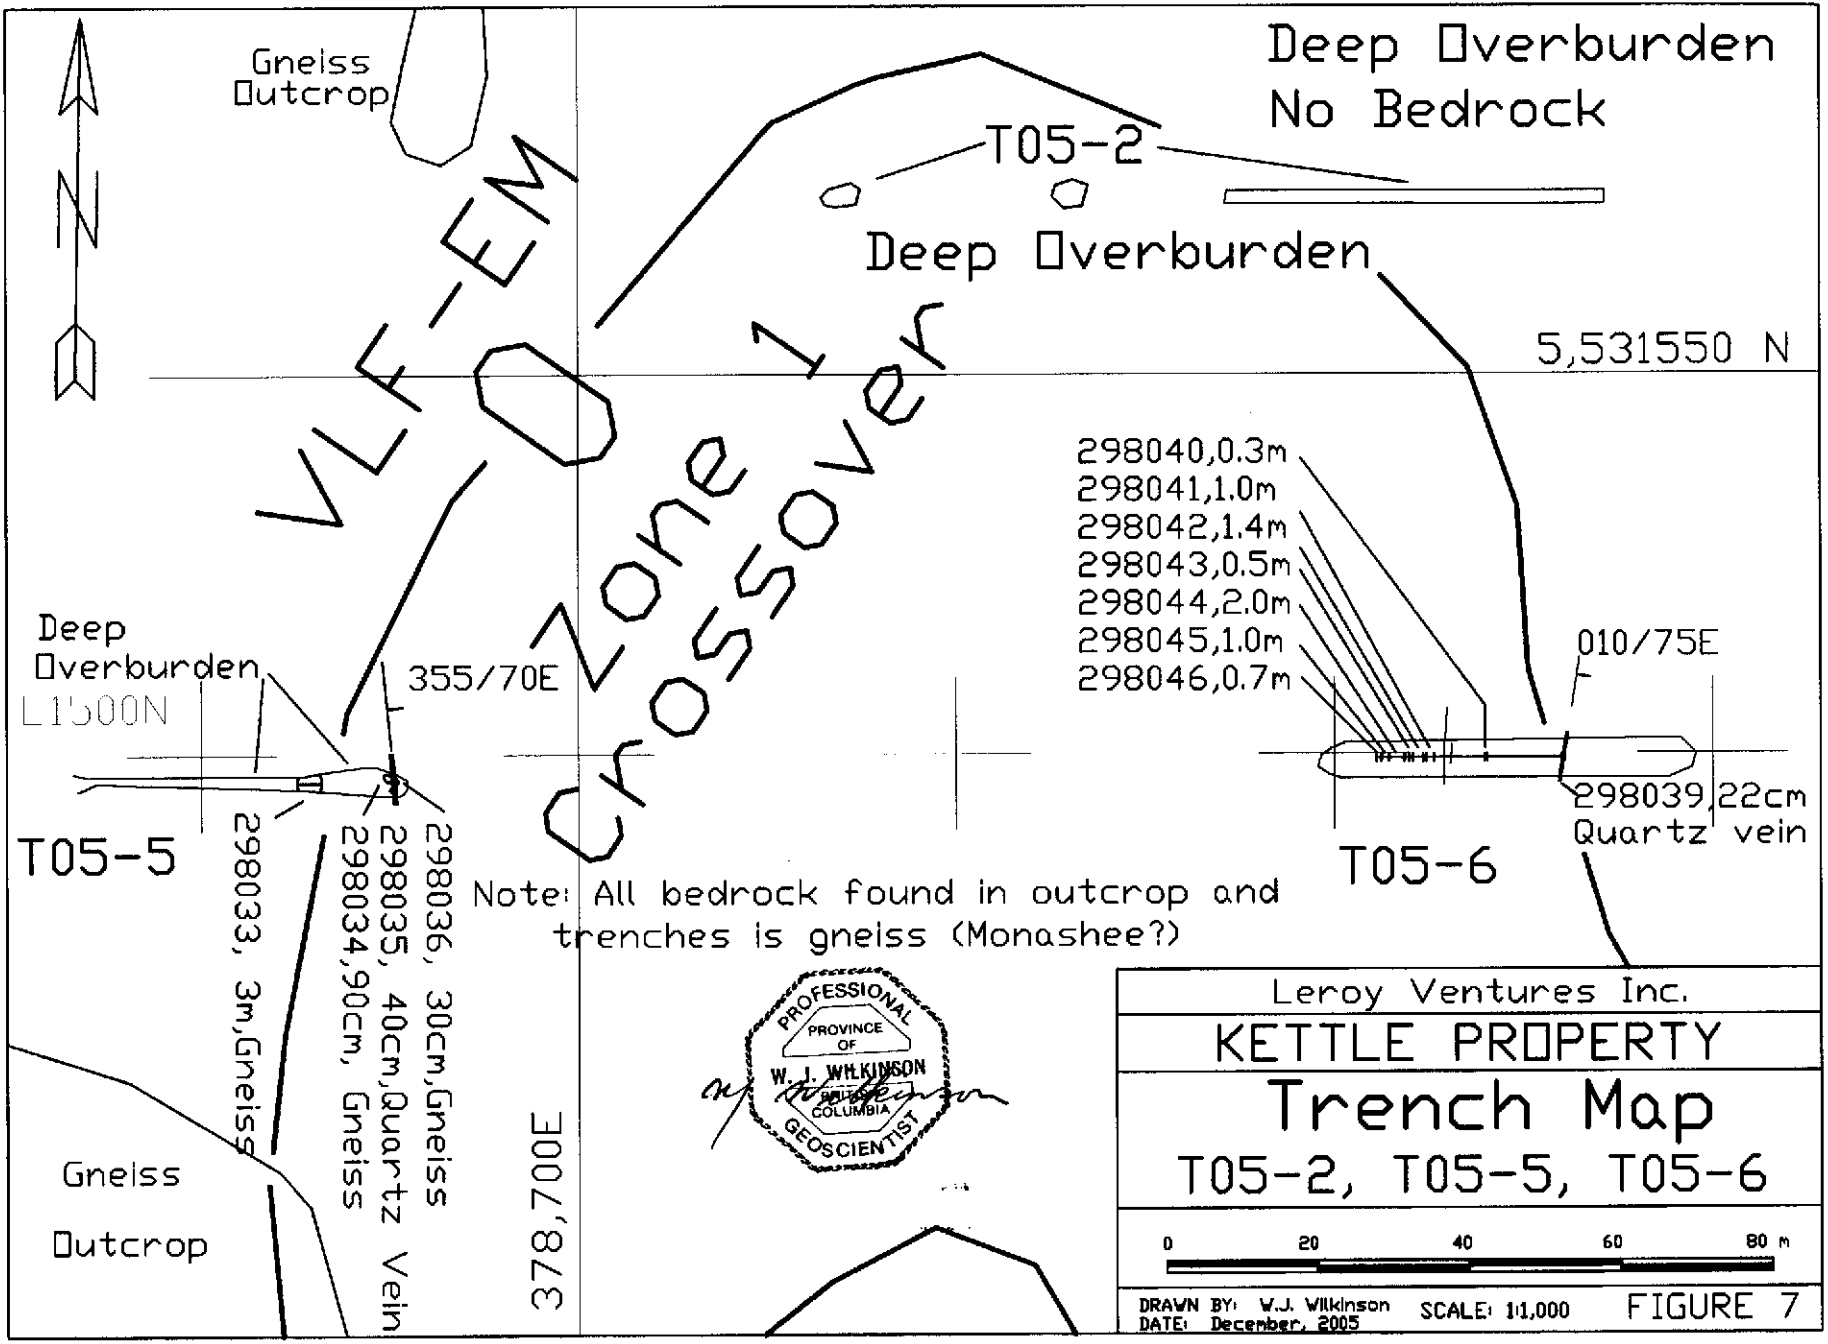 Gneiss
Outcrop
Deep Overburden
No Bedrock
T05-2
N
VLF-EM
Deep Overburden
5,531550 N
Zone 1
Crossover
298040,0.3m
298041,1.0m
298042,1.4m
298043,0.5m
298044,2.0m
298045,1.0m
298046,0.7m
Deep
Overburden
L1500N
355/70E
010/75E
T05-5
298033, 3m,Gneiss
298034,90cm, Gneiss
298035, 40cm,Quartz Vein
298036, 30cm,Gneiss
298039,22cm
Quartz vein
T05-6
Note: All bedrock found in outcrop and
trenches is gneiss (Monashee?)
PROFESSIONAL
PROVINCE
OF
W. J. WILKINSON
BRITISH
COLUMBIA
GEOSCIENTIST
378,700E
Gneiss
Outcrop
Leroy Ventures Inc.
KETTLE PROPERTY
Trench Map
T05-2, T05-5, T05-6
0 20 40 60 80 m
DRAWN BY: W.J. Wilkinson SCALE: 1:1,000 FIGURE 7
DATE: December, 2005